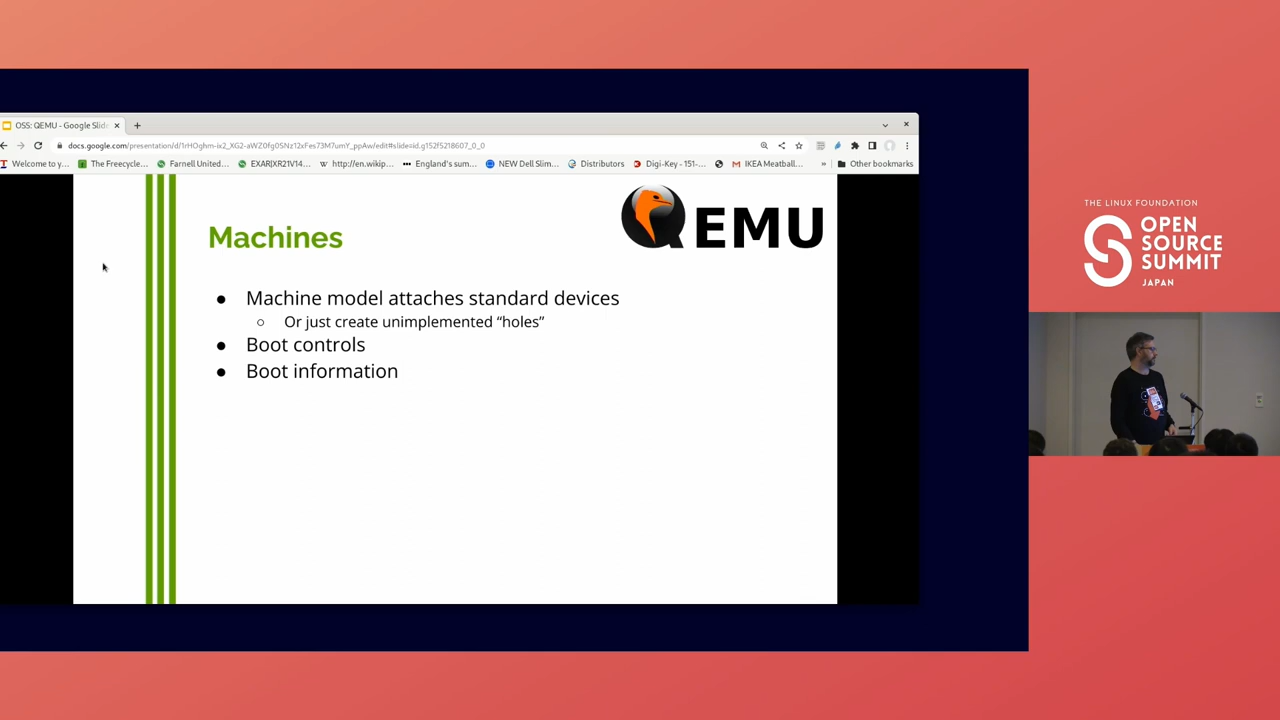 OSS: QEMU - Google Slide
docs.google.com/presentation/d/1rHOghm-ix2_XG2-aWZ0fg0SNz12xFes73M7umY_ppAw/edit#slide=id.g152f5218607_0_0
Welcome to y...
The Freecycle...
Farnell United...
EXAR|XR21V14...
http://en.wikip...
England's sum...
NEW Dell Slim...
Distributors
Digi-Key - 151-...
IKEA Meatball...
»
Other bookmarks
QEMU
Machines
● Machine model attaches standard devices
○ Or just create unimplemented “holes”
● Boot controls
● Boot information
THE LINUX FOUNDATION
OPEN
SOURCE
SUMMIT
JAPAN